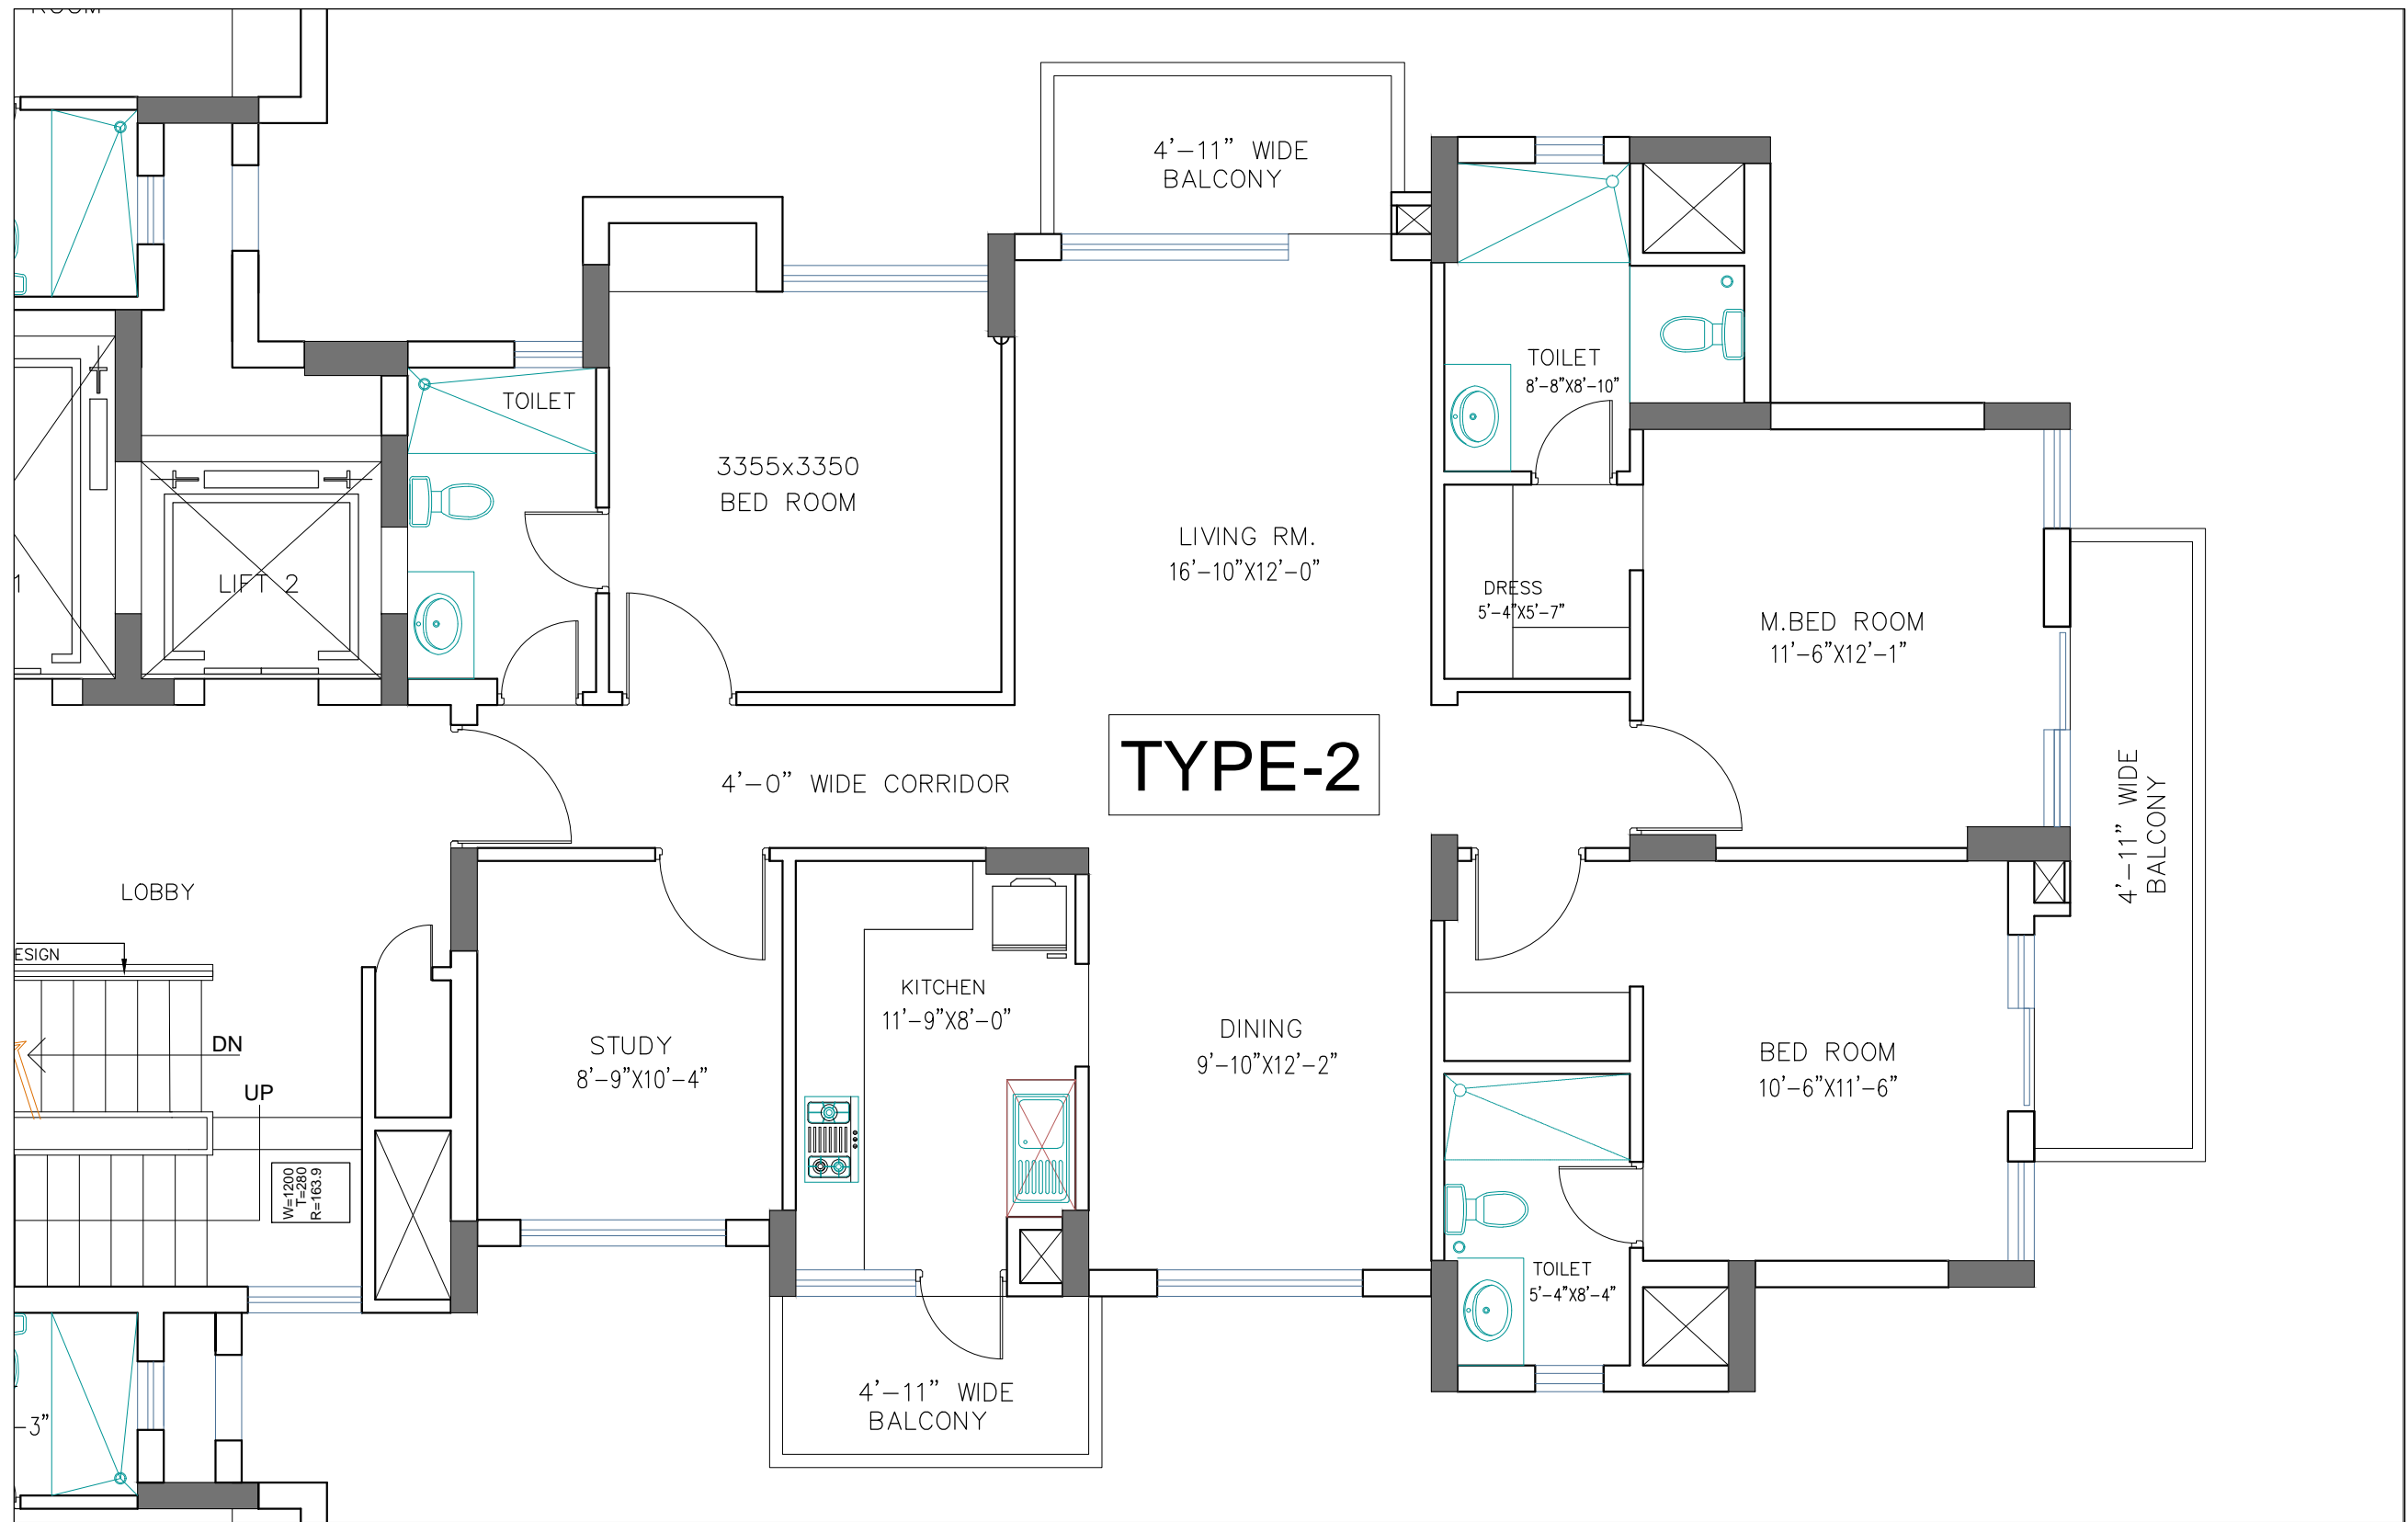 ROOM
4'-11" WIDE
BALCONY
TOILET
8'-8"X8'-10"
TOILET
3355x3350
BED ROOM
LIVING RM.
16'-10"X12'-0"
1
LIFT 2
DRESS
5'-4"X5'-7"
M.BED ROOM
11'-6"X12'-1"
TYPE-2
4'-0" WIDE CORRIDOR
4'-11" WIDE
BALCONY
LOBBY
ESIGN
KITCHEN
11'-9"X8'-0"
DINING
9'-10"X12'-2"
STUDY
8'-9"X10'-4"
BED ROOM
10'-6"X11'-6"
DN
UP
W=1200
T=280
R=163.9
TOILET
5'-4"X8'-4"
4'-11" WIDE
BALCONY
-3"